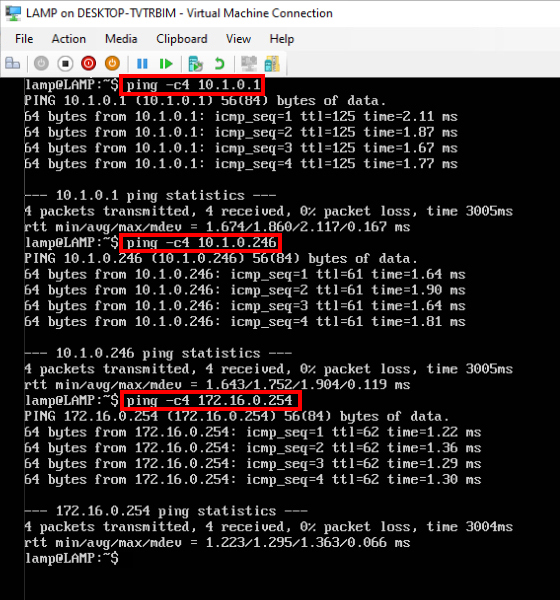 LAMP on DESKTOP-TVTRBIM - Virtual Machine Connection
File Action Media Clipboard View Help
lamp@LAMP:~$ ping -c4 10.1.0.1
PING 10.1.0.1 (10.1.0.1) 56(84) bytes of data.
64 bytes from 10.1.0.1: icmp_seq=1 ttl=125 time=2.11 ms
64 bytes from 10.1.0.1: icmp_seq=2 ttl=125 time=1.87 ms
64 bytes from 10.1.0.1: icmp_seq=3 ttl=125 time=1.67 ms
64 bytes from 10.1.0.1: icmp_seq=4 ttl=125 time=1.77 ms
--- 10.1.0.1 ping statistics ---
4 packets transmitted, 4 received, 0% packet loss, time 3005ms
rtt min/avg/max/mdev = 1.674/1.860/2.117/0.167 ms
lamp@LAMP:~$ ping -c4 10.1.0.246
PING 10.1.0.246 (10.1.0.246) 56(84) bytes of data.
64 bytes from 10.1.0.246: icmp_seq=1 ttl=61 time=1.64 ms
64 bytes from 10.1.0.246: icmp_seq=2 ttl=61 time=1.90 ms
64 bytes from 10.1.0.246: icmp_seq=3 ttl=61 time=1.64 ms
64 bytes from 10.1.0.246: icmp_seq=4 ttl=61 time=1.81 ms
--- 10.1.0.246 ping statistics ---
4 packets transmitted, 4 received, 0% packet loss, time 3005ms
rtt min/avg/max/mdev = 1.643/1.752/1.904/0.119 ms
lamp@LAMP:~$ ping -c4 172.16.0.254
PING 172.16.0.254 (172.16.0.254) 56(84) bytes of data.
64 bytes from 172.16.0.254: icmp_seq=1 ttl=62 time=1.22 ms
64 bytes from 172.16.0.254: icmp_seq=2 ttl=62 time=1.36 ms
64 bytes from 172.16.0.254: icmp_seq=3 ttl=62 time=1.29 ms
64 bytes from 172.16.0.254: icmp_seq=4 ttl=62 time=1.30 ms
--- 172.16.0.254 ping statistics ---
4 packets transmitted, 4 received, 0% packet loss, time 3004ms
rtt min/avg/max/mdev = 1.223/1.295/1.363/0.066 ms
lamp@LAMP:~$